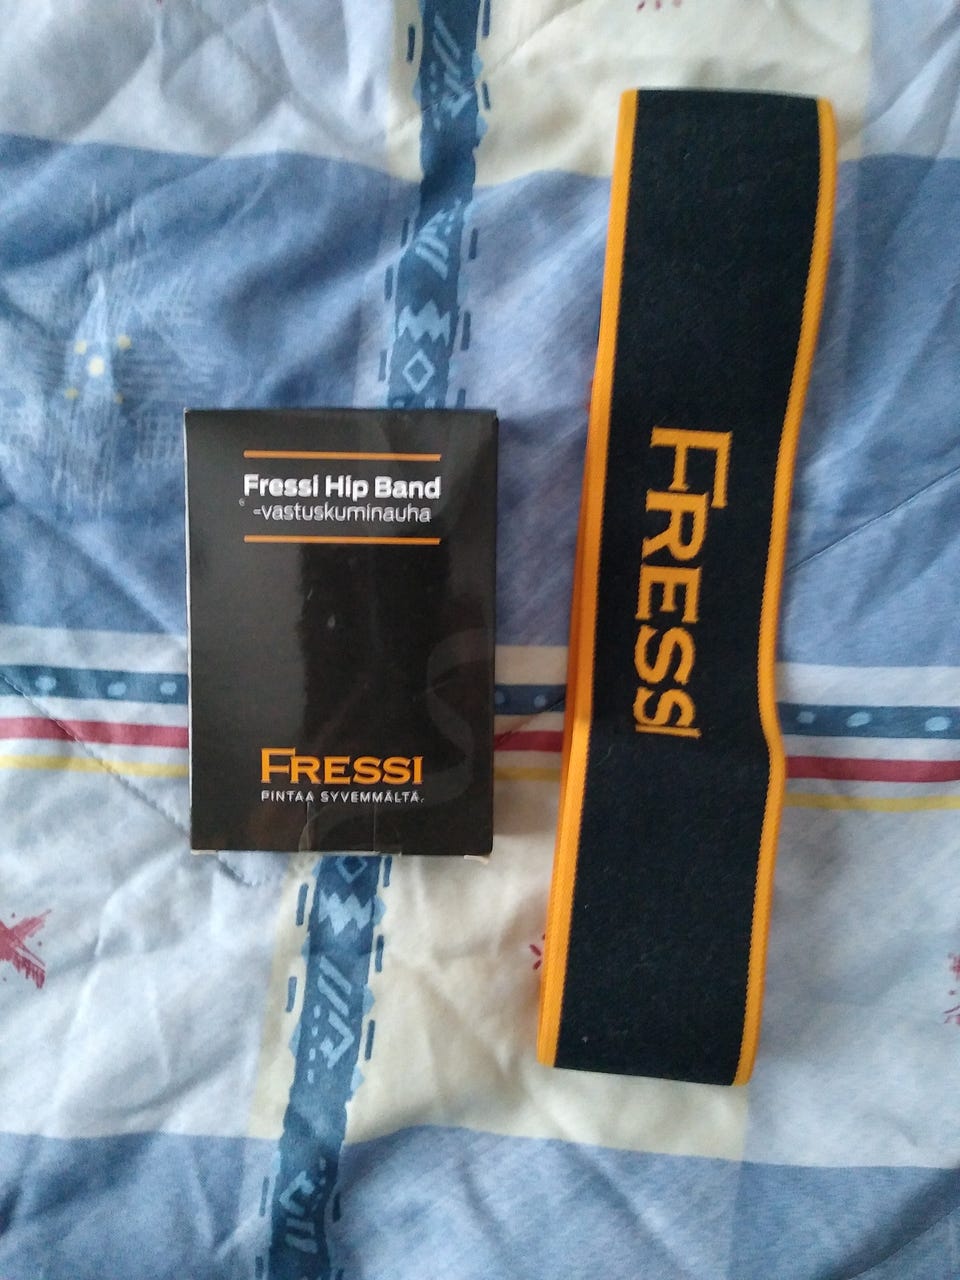 Fressi Hip Band
-vastuskuminauha
FRESSI
PINTAA SYVEMMÄLTÄ.
FRESSI